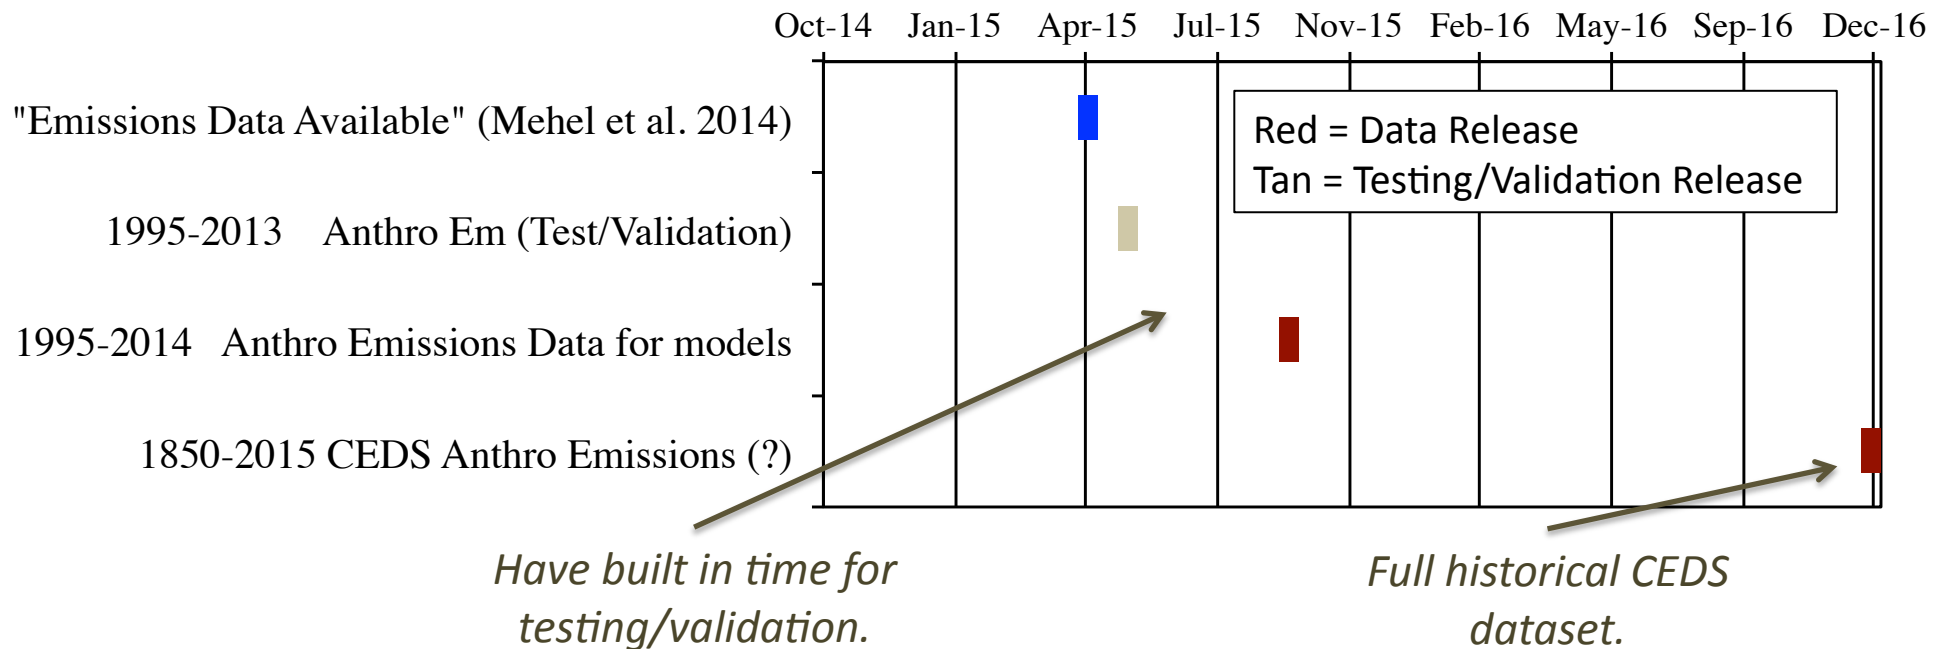 Oct-14 Jan-15 Apr-15 Jul-15 Nov-15 Feb-16 May-16 Sep-16 Dec-16
"Emissions Data Available" (Mehel et al. 2014)
Red = Data Release
Tan = Testing/Validation Release
1995-2013 Anthro Em (Test/Validation)
1995-2014 Anthro Emissions Data for models
1850-2015 CEDS Anthro Emissions (?)
Have built in time for
testing/validation.
Full historical CEDS
dataset.